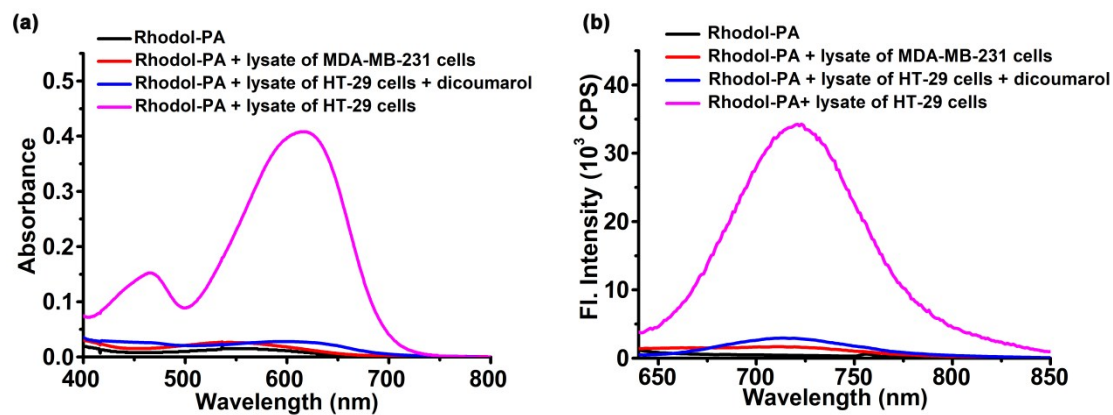 (a)
Rhodol-PA
Rhodol-PA + lysate of MDA-MB-231 cells
Rhodol-PA + lysate of HT-29 cells + dicoumarol
Rhodol-PA + lysate of HT-29 cells
0.5
0.4
0.3
0.2
0.1
0.0
Absorbance
400 500 600 700 800
Wavelength (nm)
(b)
Rhodol-PA
Rhodol-PA + lysate of MDA-MB-231 cells
Rhodol-PA + lysate of HT-29 cells + dicoumarol
Rhodol-PA+ lysate of HT-29 cells
40
30
20
10
0
Fl. Intensity (10³ CPS)
650 700 750 800 850
Wavelength (nm)